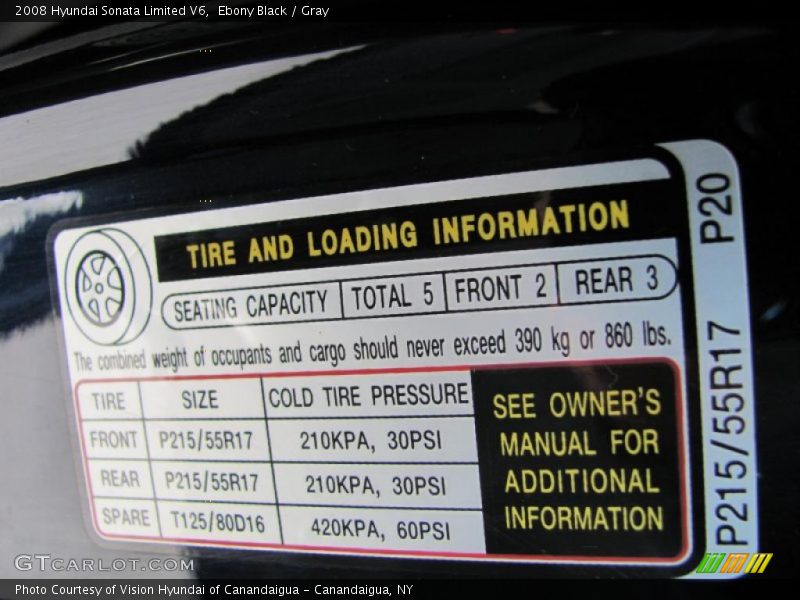 2008 Hyundai Sonata Limited V6,  Ebony Black / Gray
TIRE AND LOADING INFORMATION
SEATING CAPACITY TOTAL 5 FRONT 2 REAR 3
The combined weight of occupants and cargo should never exceed 390 kg or 860 lbs.
TIRE SIZE COLD TIRE PRESSURE
FRONT P215/55R17 210KPA, 30PSI
REAR P215/55R17 210KPA, 30PSI
SPARE T125/80D16 420KPA, 60PSI
SEE OWNER'S
MANUAL FOR
ADDITIONAL
INFORMATION
P215/55R17 P20
GTCARLOT.COM
Photo Courtesy of Vision Hyundai of Canandaigua - Canandaigua, NY